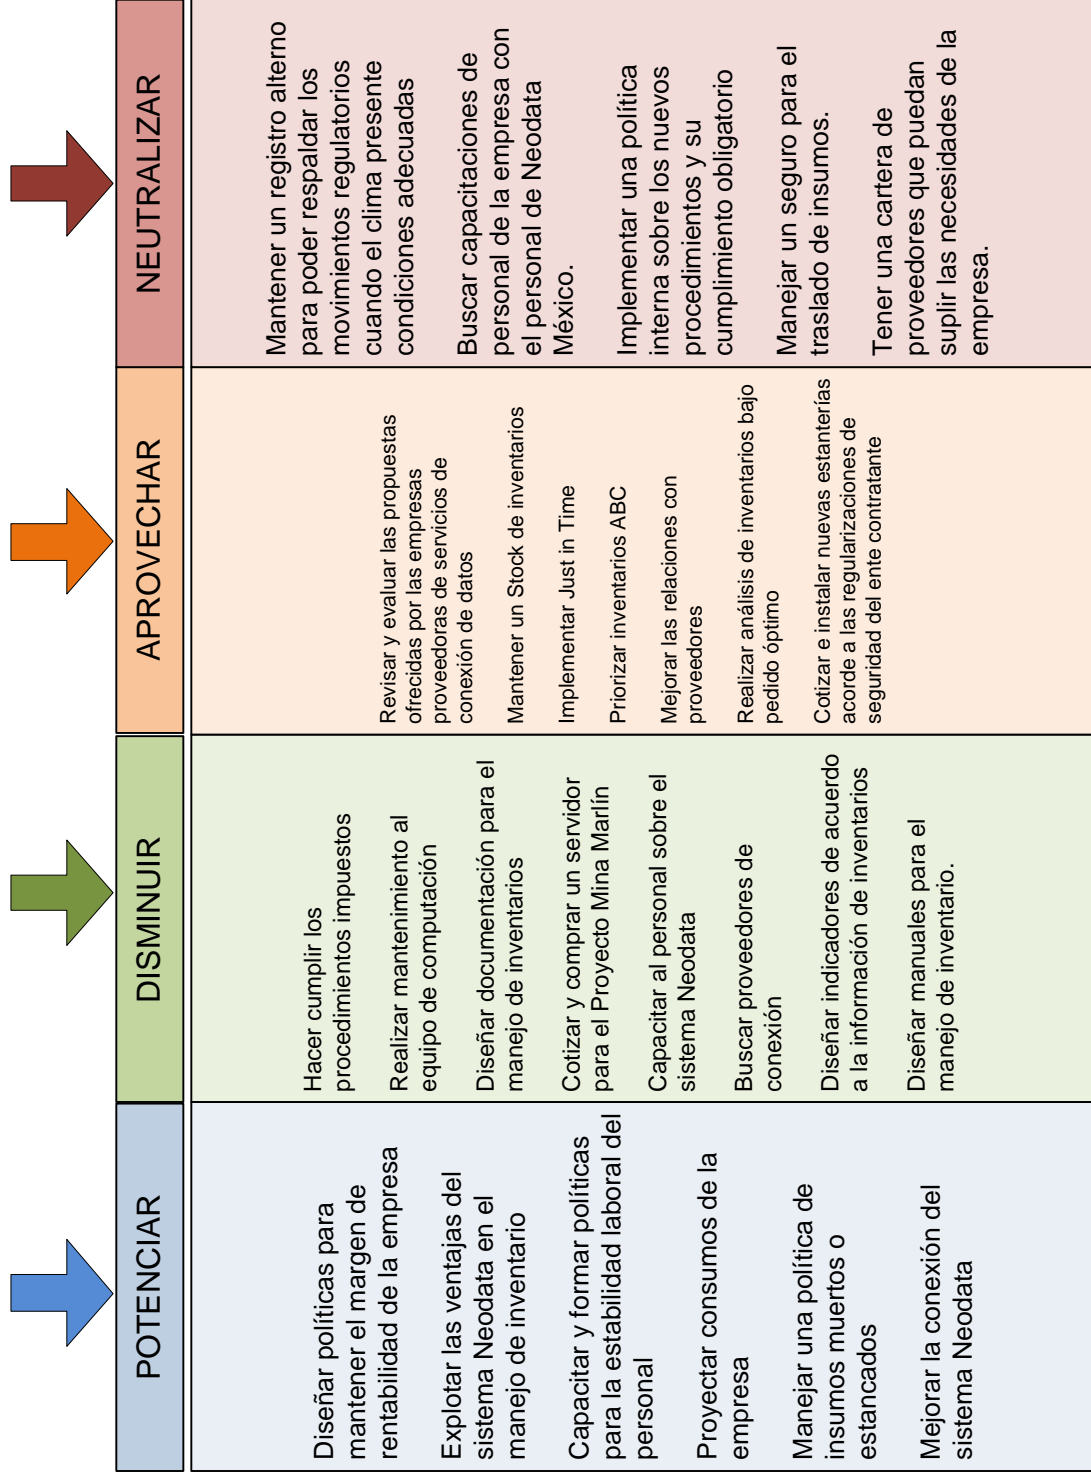 POTENCIAR
Diseñar políticas para
mantener el margen de
rentabilidad de la empresa
Explotar las ventajas del
sistema Neodata en el
manejo de inventario
Capacitar y formar políticas
para la estabilidad laboral del
personal
Proyectar consumos de la
empresa
Manejar una política de
insumos muertos o
estancados
Mejorar la conexión del
sistema Neodata
DISMINUIR
Hacer cumplir los
procedimientos impuestos
Realizar mantenimiento al
equipo de computación
Diseñar documentación para el
manejo de inventarios
Cotizar y comprar un servidor
para el Proyecto Mina Marlín
Capacitar al personal sobre el
sistema Neodata
Buscar proveedores de
conexión
Diseñar indicadores de acuerdo
a la información de inventarios
Diseñar manuales para el
manejo de inventario.
APROVECHAR
Revisar y evaluar las propuestas
ofrecidas por las empresas
proveedoras de servicios de
conexión de datos
Mantener un Stock de inventarios
Implementar Just in Time
Priorizar inventarios ABC
Mejorar las relaciones con
proveedores
Realizar análisis de inventarios bajo
pedido óptimo
Cotizar e instalar nuevas estanterías
acorde a las regularizaciones de
seguridad del ente contratante
NEUTRALIZAR
Mantener un registro alterno
para poder respaldar los
movimientos regulatorios
cuando el clima presente
condiciones adecuadas
Buscar capacitaciones de
personal de la empresa con
el personal de Neodata
México.
Implementar una política
interna sobre los nuevos
procedimientos y su
cumplimiento obligatorio
Manejar un seguro para el
traslado de insumos.
Tener una cartera de
proveedores que puedan
suplir las necesidades de la
empresa.